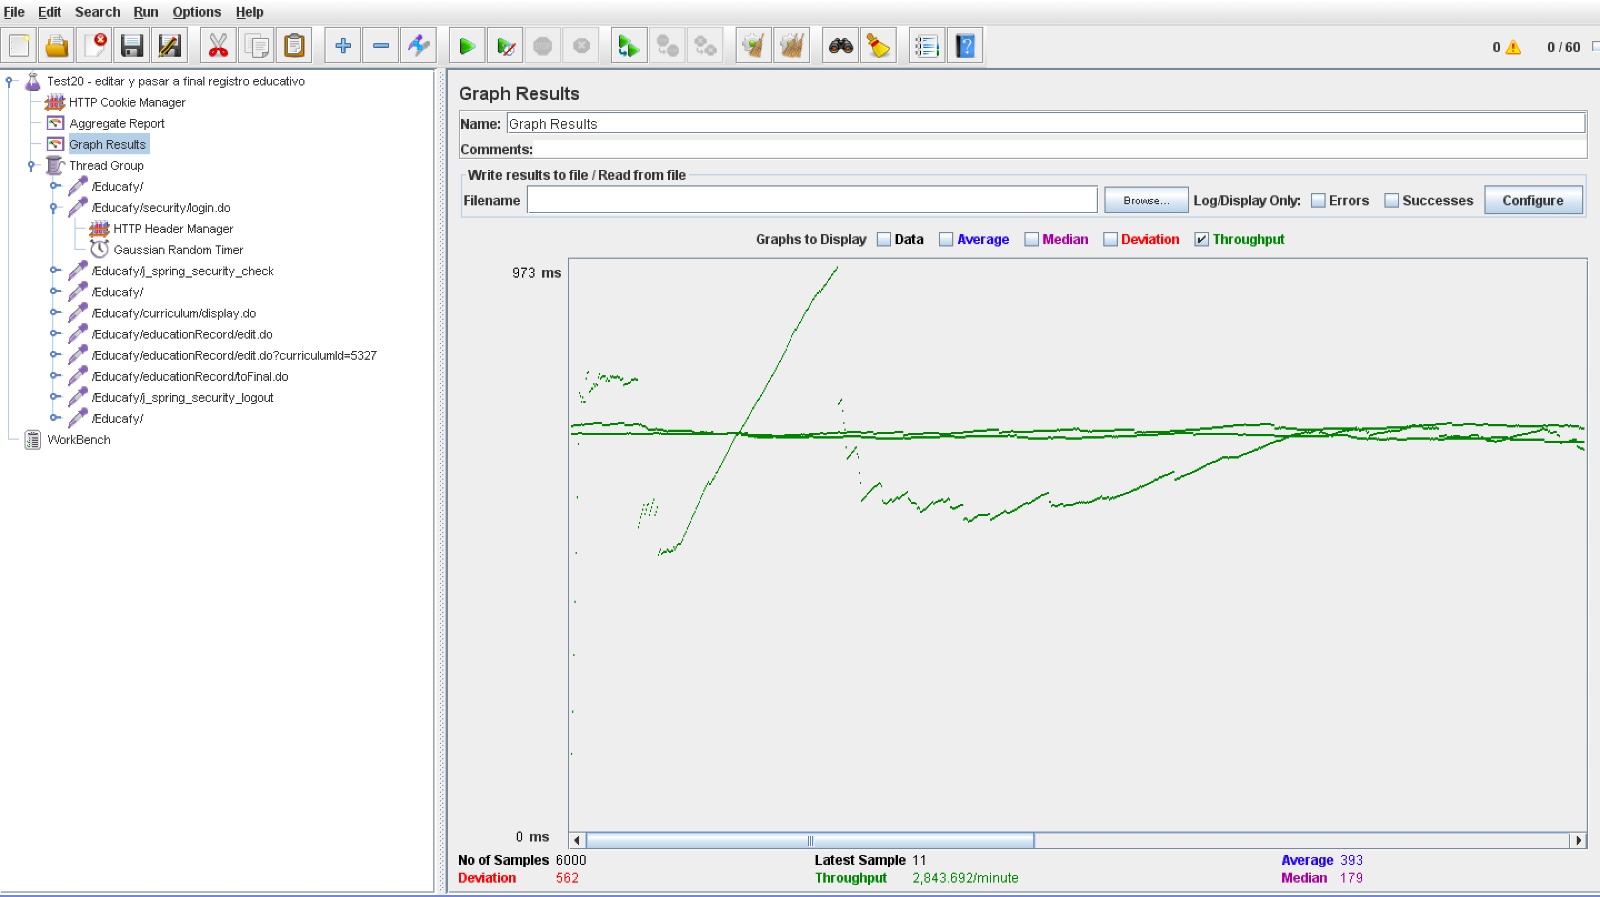 File Edit Search Run Options Help
0 0 / 60
Test20 - editar y pasar a final registro educativo
HTTP Cookie Manager
Aggregate Report
Graph Results
Thread Group
/Educafy/
/Educafy/security/login.do
HTTP Header Manager
Gaussian Random Timer
/Educafy/j_spring_security_check
/Educafy/
/Educafy/curriculum/display.do
/Educafy/educationRecord/edit.do
/Educafy/educationRecord/edit.do?curriculumId=5327
/Educafy/educationRecord/toFinal.do
/Educafy/j_spring_security_logout
/Educafy/
WorkBench
Graph Results
Name: Graph Results
Comments:
Write results to file / Read from file
Filename Browse... Log/Display Only: Errors Successes Configure
Graphs to Display Data Average Median Deviation Throughput
973 ms
0 ms
No of Samples 6000 Latest Sample 11 Average 393
Deviation 562 Throughput 2,843.692/minute Median 179